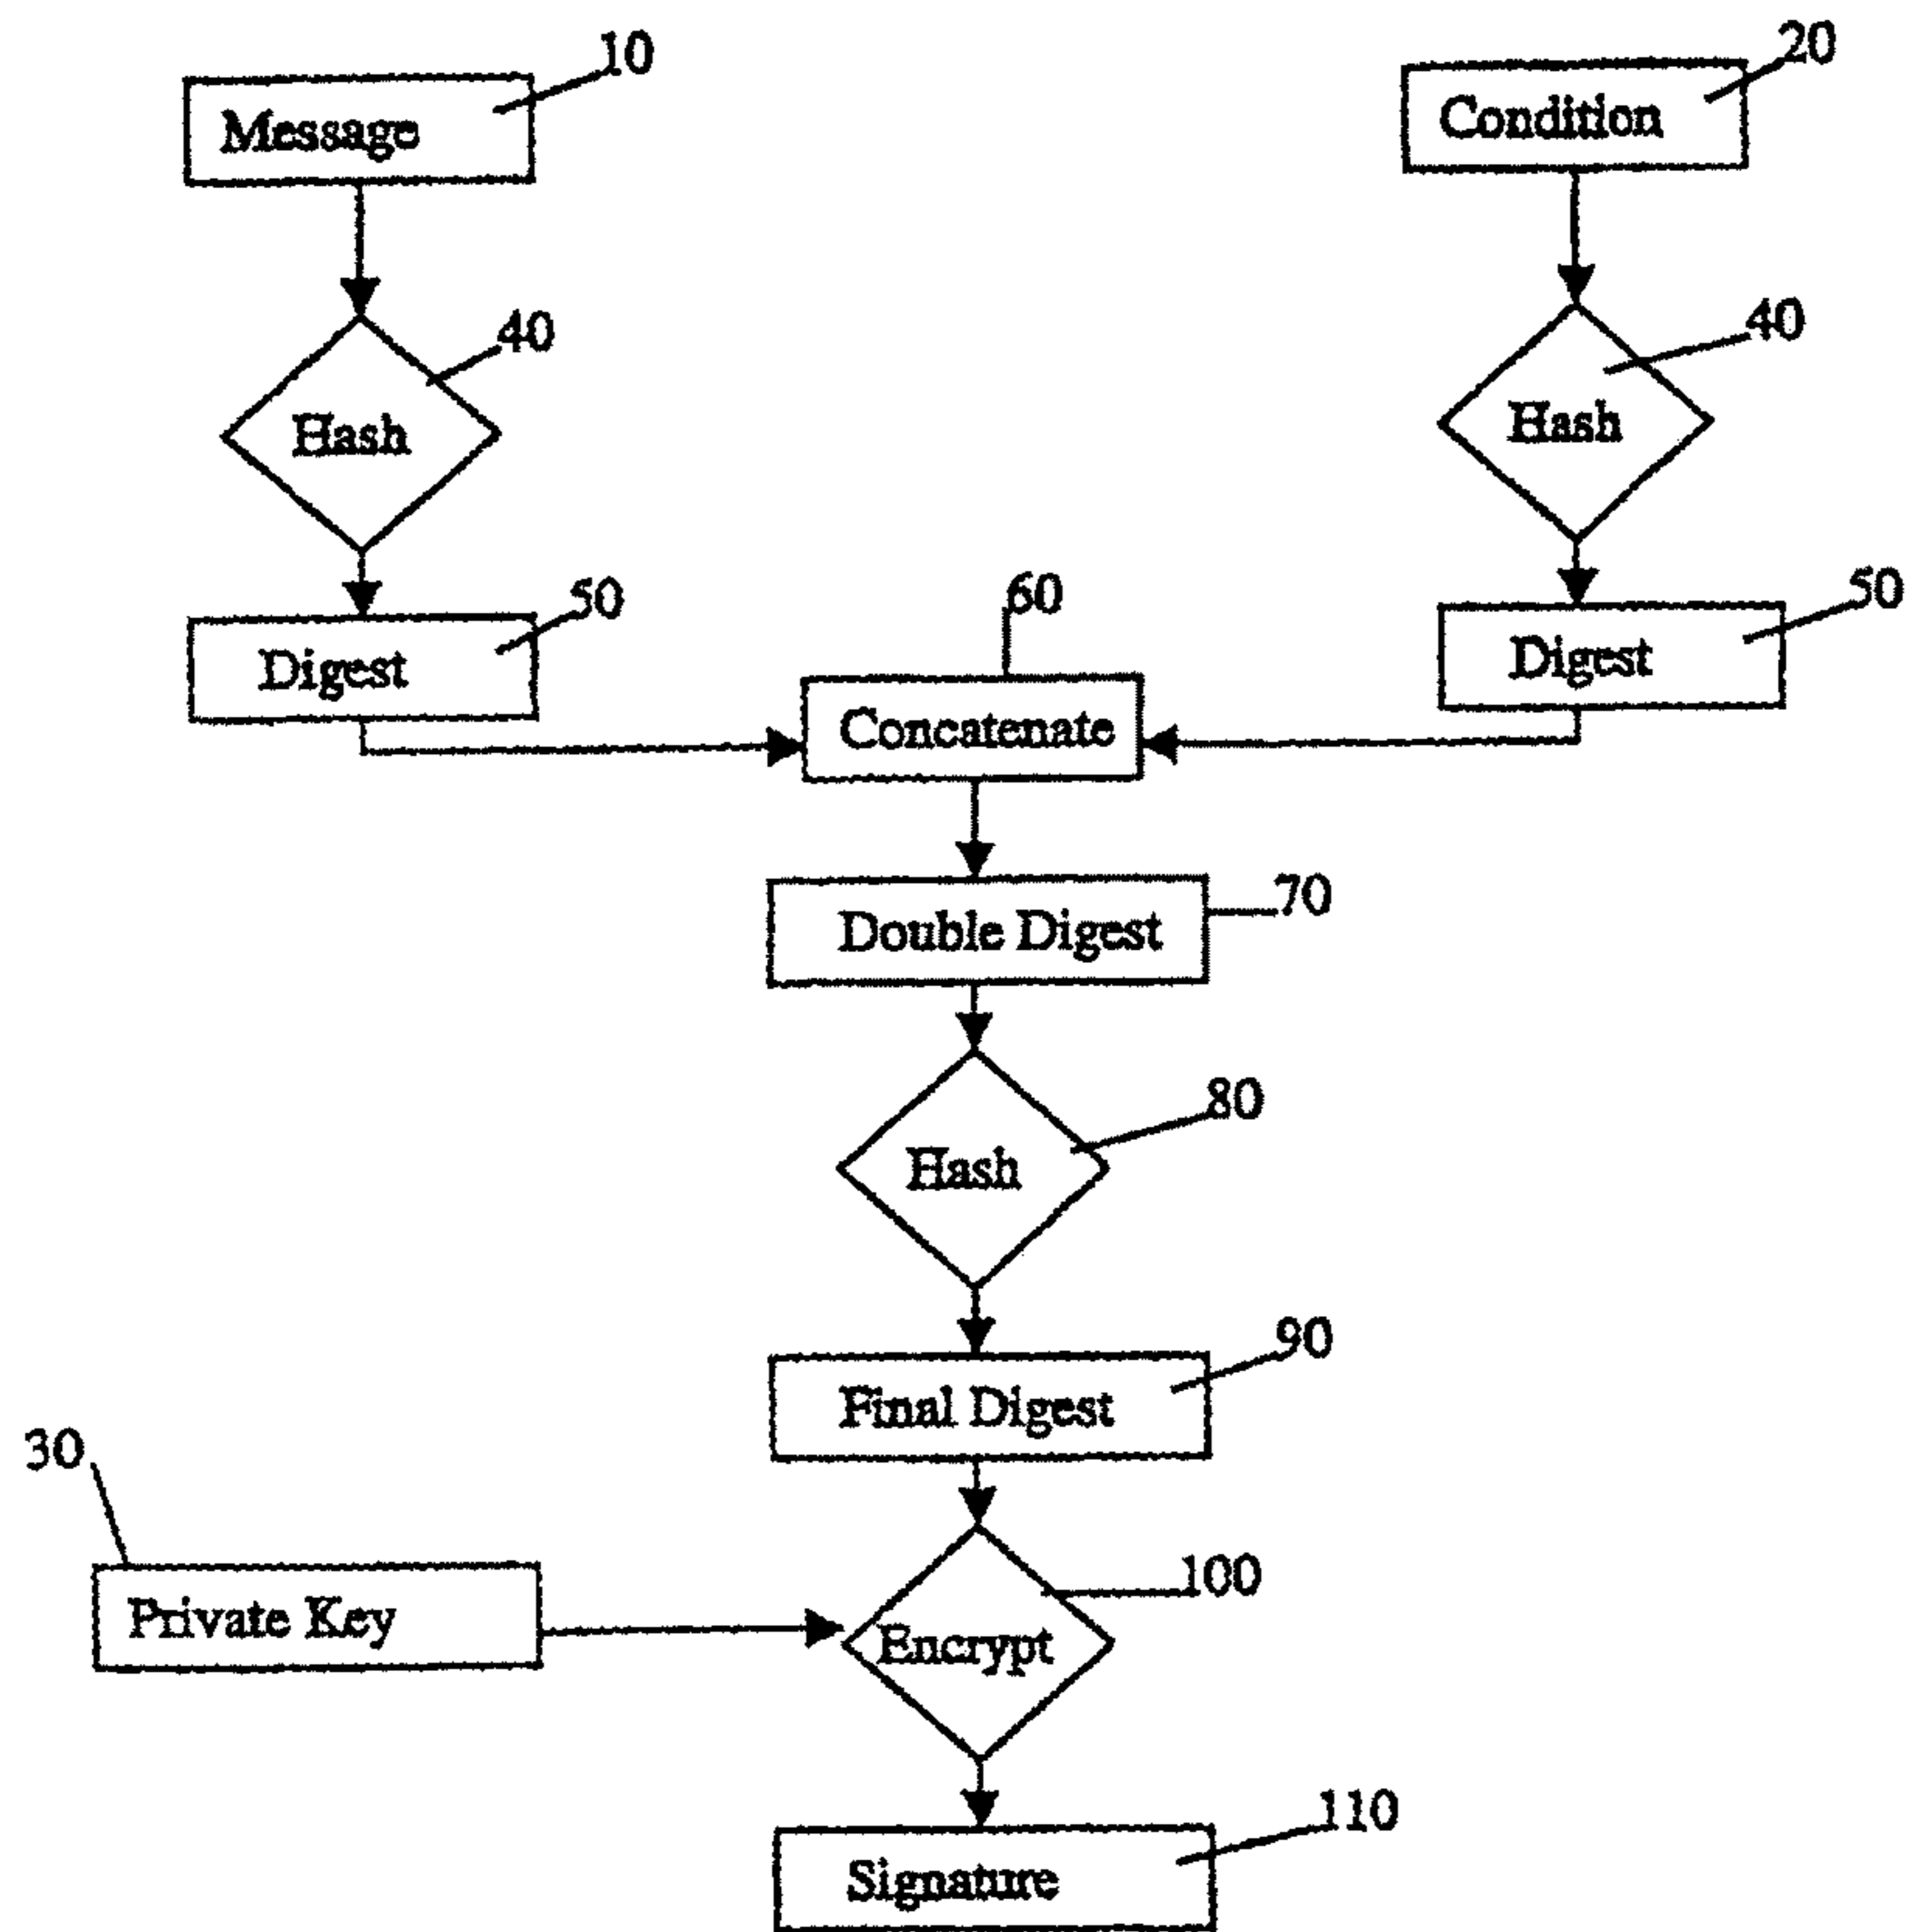 10
20
Message
Condition
40
40
Hash
Hash
50
60
50
Digest
Digest
Concatenate
70
Double Digest
80
Hash
90
Final Digest
30
100
Private Key
Encrypt
110
Signature